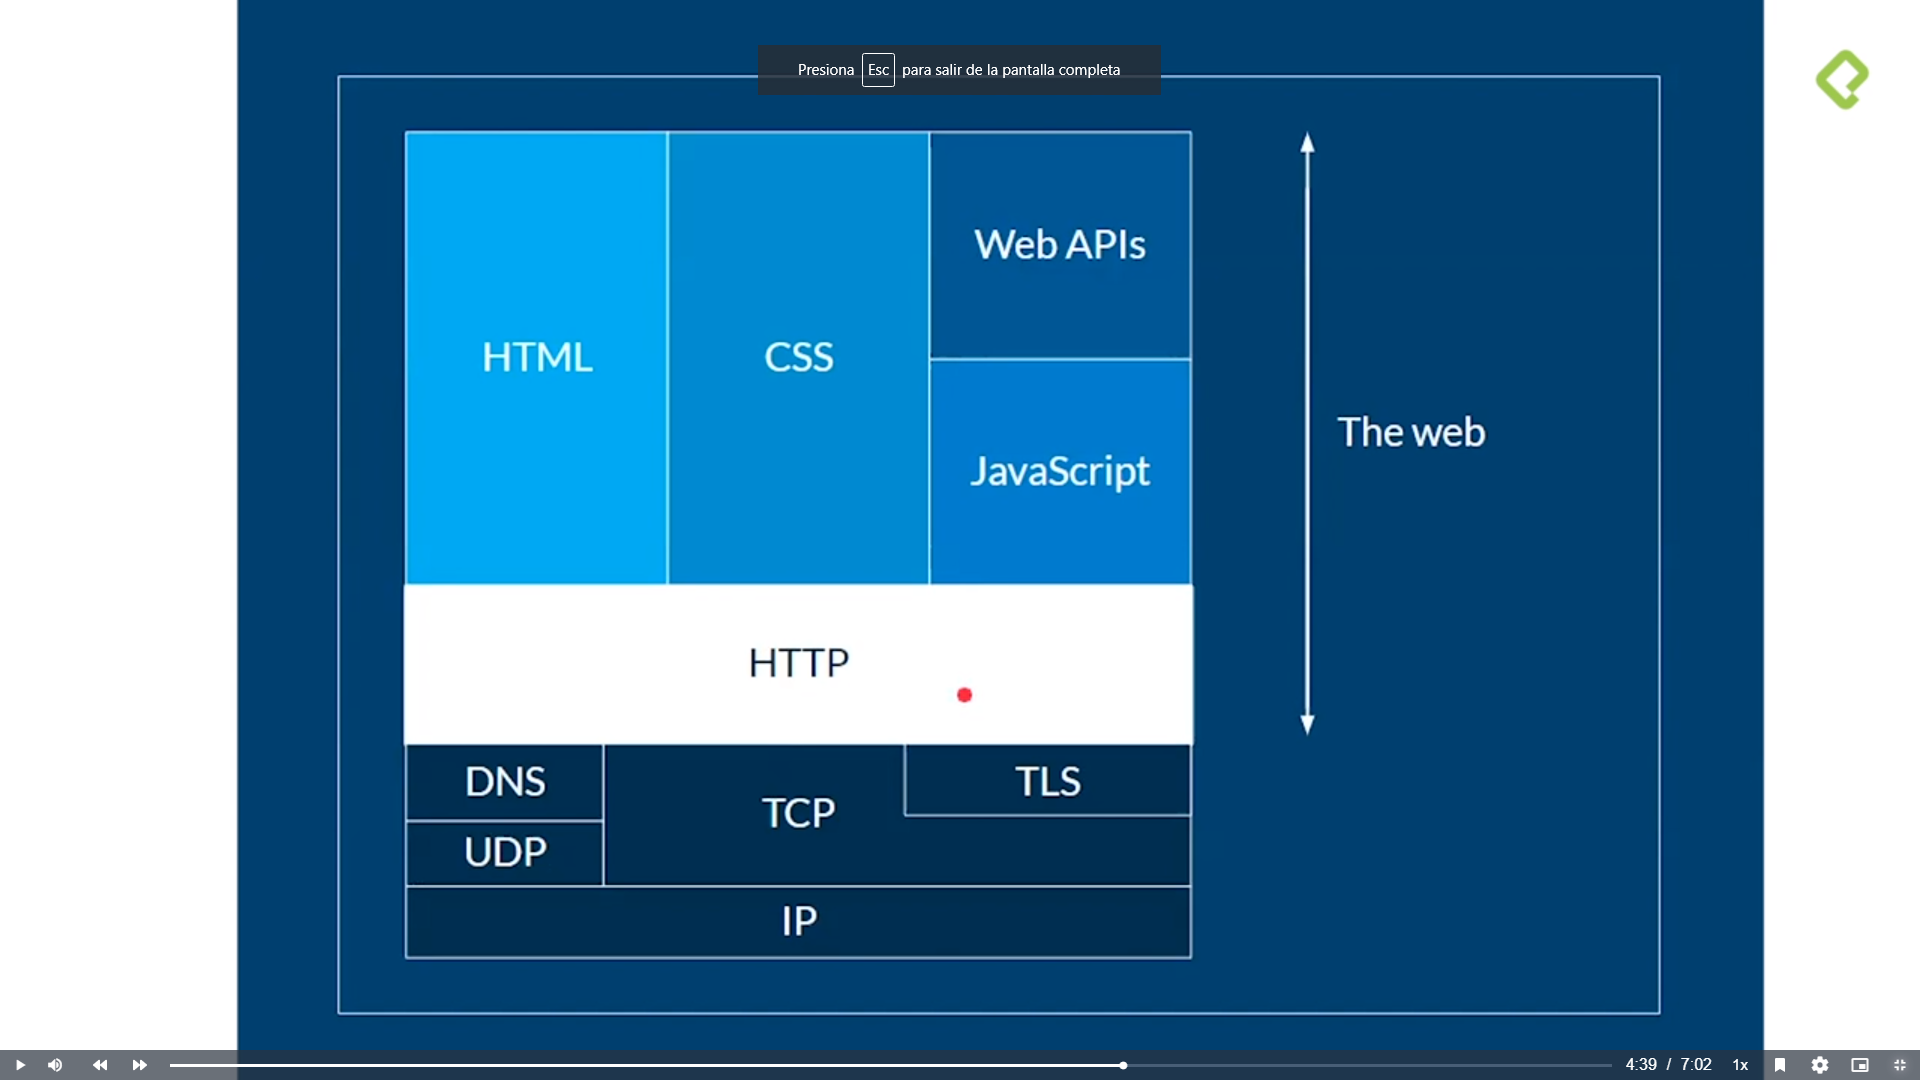 Presiona Esc para salir de la pantalla completa
Web APIs
HTML
CSS
JavaScript
The web
HTTP
DNS
TCP
TLS
UDP
IP
4:39 / 7:02 1x